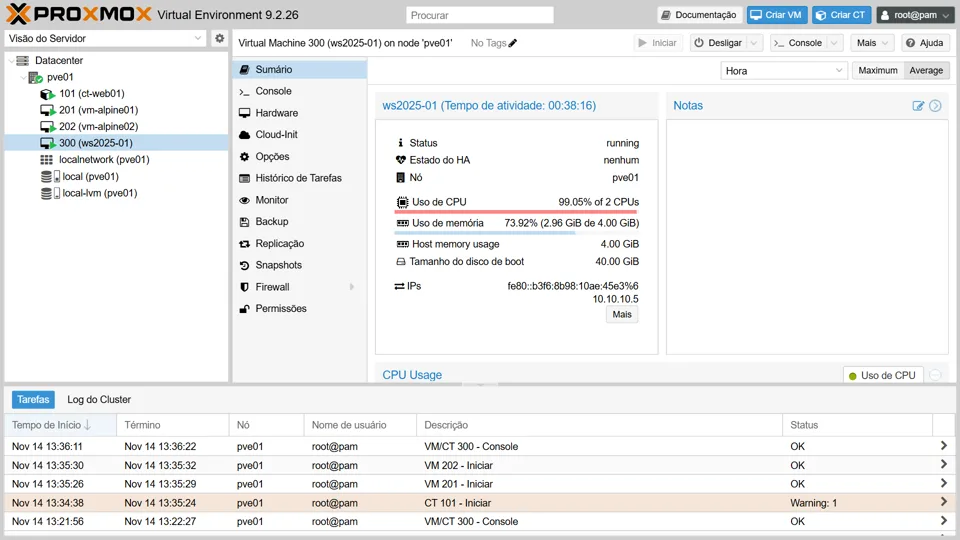 PROXMOX Virtual Environment 9.2.26
Procurar
Documentação
Criar VM
Criar CT
root@pam
Visão do Servidor
Datacenter
pve01
101 (ct-web01)
201 (vm-alpine01)
202 (vm-alpine02)
300 (ws2025-01)
localnetwork (pve01)
local (pve01)
local-lvm (pve01)
Virtual Machine 300 (ws2025-01) on node 'pve01'
No Tags
Iniciar
Desligar
Console
Mais
Ajuda
Sumário
Console
Hardware
Cloud-Init
Opções
Histórico de Tarefas
Monitor
Backup
Replicação
Snapshots
Firewall
Permissões
Hora
Maximum
Average
ws2025-01 (Tempo de atividade: 00:38:16)
Status running
Estado do HA nenhum
Nó pve01
Uso de CPU 99.05% of 2 CPUs
Uso de memória 73.92% (2.96 GiB de 4.00 GiB)
Host memory usage 4.00 GiB
Tamanho do disco de boot 40.00 GiB
IPs fe80::b3f6:8b98:10ae:45e3%6
10.10.10.5
Mais
Notas
CPU Usage
Uso de CPU
Tarefas
Log do Cluster
Tempo de Início Término Nó Nome de usuário Descrição Status
Nov 14 13:36:11 Nov 14 13:36:22 pve01 root@pam VM/CT 300 - Console OK
Nov 14 13:35:30 Nov 14 13:35:32 pve01 root@pam VM 202 - Iniciar OK
Nov 14 13:35:26 Nov 14 13:35:29 pve01 root@pam VM 201 - Iniciar OK
Nov 14 13:34:38 Nov 14 13:35:24 pve01 root@pam CT 101 - Iniciar Warning: 1
Nov 14 13:21:56 Nov 14 13:22:27 pve01 root@pam VM/CT 300 - Console OK